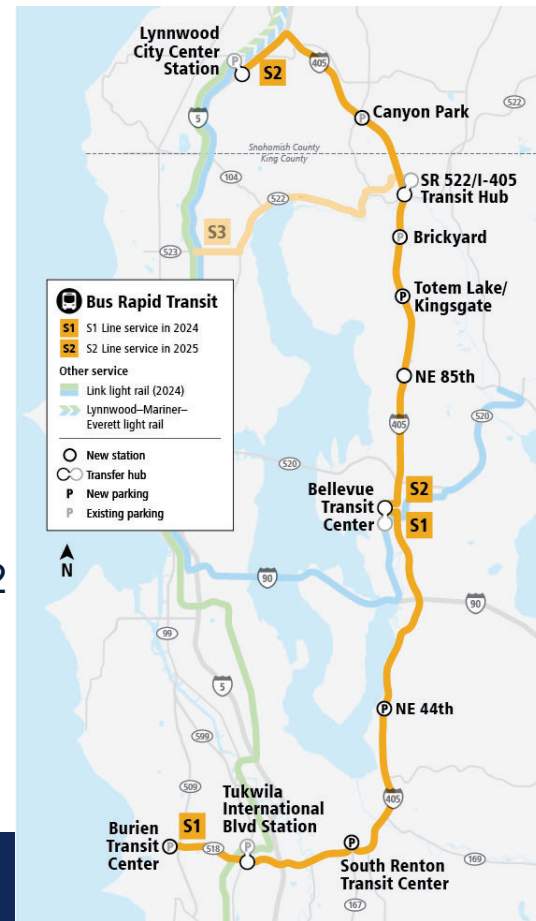 Lynnwood
City Center
Station
S2
405
Canyon Park
5
522
Snohomish County
King County
104
SR 522/I-405
Transit Hub
522
S3
523
Brickyard
Bus Rapid Transit
S1 S1 Line service in 2024
S2 S2 Line service in 2025
Other service
Link light rail (2024)
Lynnwood–Mariner–
Everett light rail
New station
Transfer hub
P New parking
P Existing parking
Totem Lake/
Kingsgate
NE 85th
405
520
520
Bellevue
Transit
Center
S2
S1
N
2
90
90
99
5
NE 44th
599
509
405
Tukwila
International
Blvd Station
Burien
Transit
Center
S1
518
South Renton
Transit Center
169
167
P
P
P
P
P
P
P
P